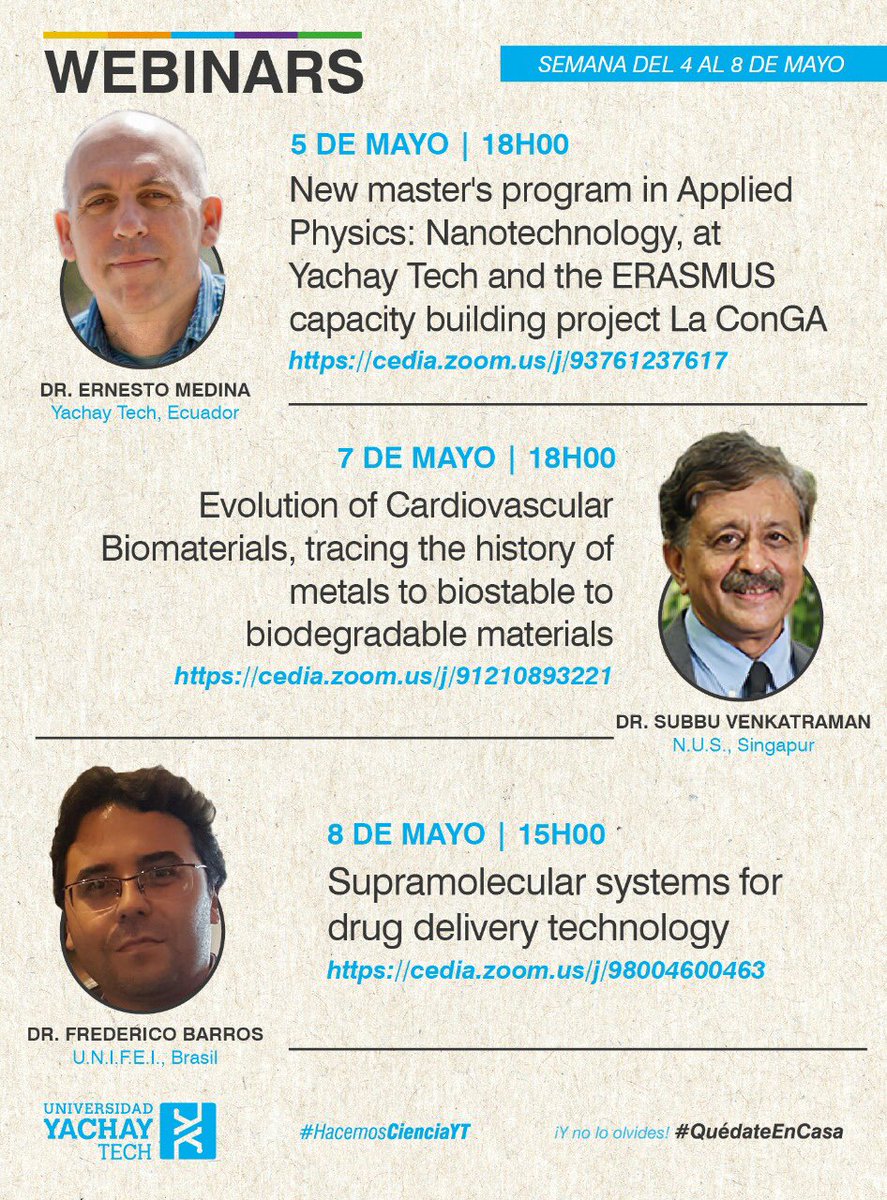 WEBINARS
SEMANA DEL 4 AL 8 DE MAYO
5 DE MAYO | 18H00
New master's program in Applied
Physics: Nanotechnology, at
Yachay Tech and the ERASMUS
capacity building project La ConGA
https://cedia.zoom.us/j/93761237617
DR. ERNESTO MEDINA
Yachay Tech, Ecuador
7 DE MAYO | 18H00
Evolution of Cardiovascular
Biomaterials, tracing the history of
metals to biostable to
biodegradable materials
https://cedia.zoom.us/j/91210893221
DR. SUBBU VENKATRAMAN
N.U.S., Singapur
8 DE MAYO | 15H00
Supramolecular systems for
drug delivery technology
https://cedia.zoom.us/j/98004600463
DR. FREDERICO BARROS
U.N.I.F.E.I., Brasil
UNIVERSIDAD
YACHAY
TECH
#HacemosCienciaYT
¡Y no lo olvides! #QuédateEnCasa